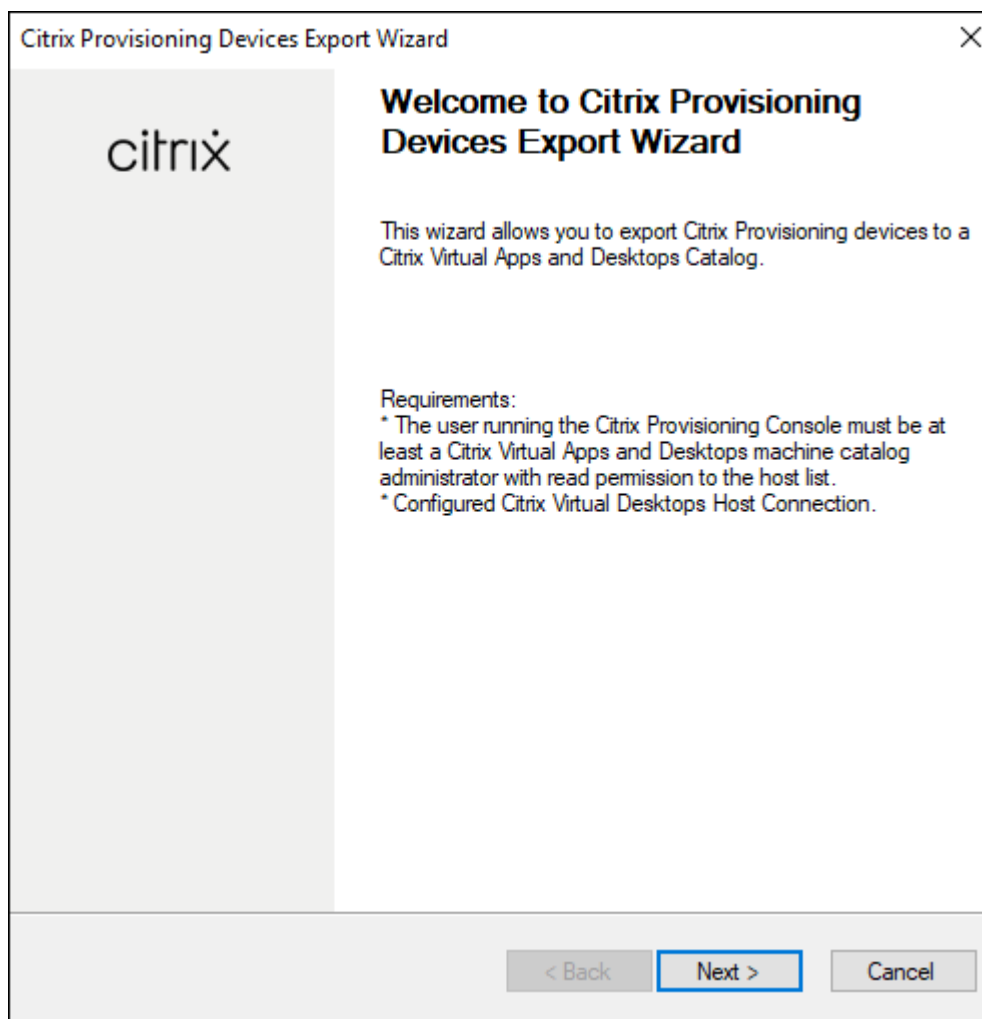 Citrix Provisioning Devices Export Wizard
citrix
Welcome to Citrix Provisioning
Devices Export Wizard
This wizard allows you to export Citrix Provisioning devices to a
Citrix Virtual Apps and Desktops Catalog.
Requirements:
* The user running the Citrix Provisioning Console must be at
least a Citrix Virtual Apps and Desktops machine catalog
administrator with read permission to the host list.
* Configured Citrix Virtual Desktops Host Connection.
< Back
Next >
Cancel